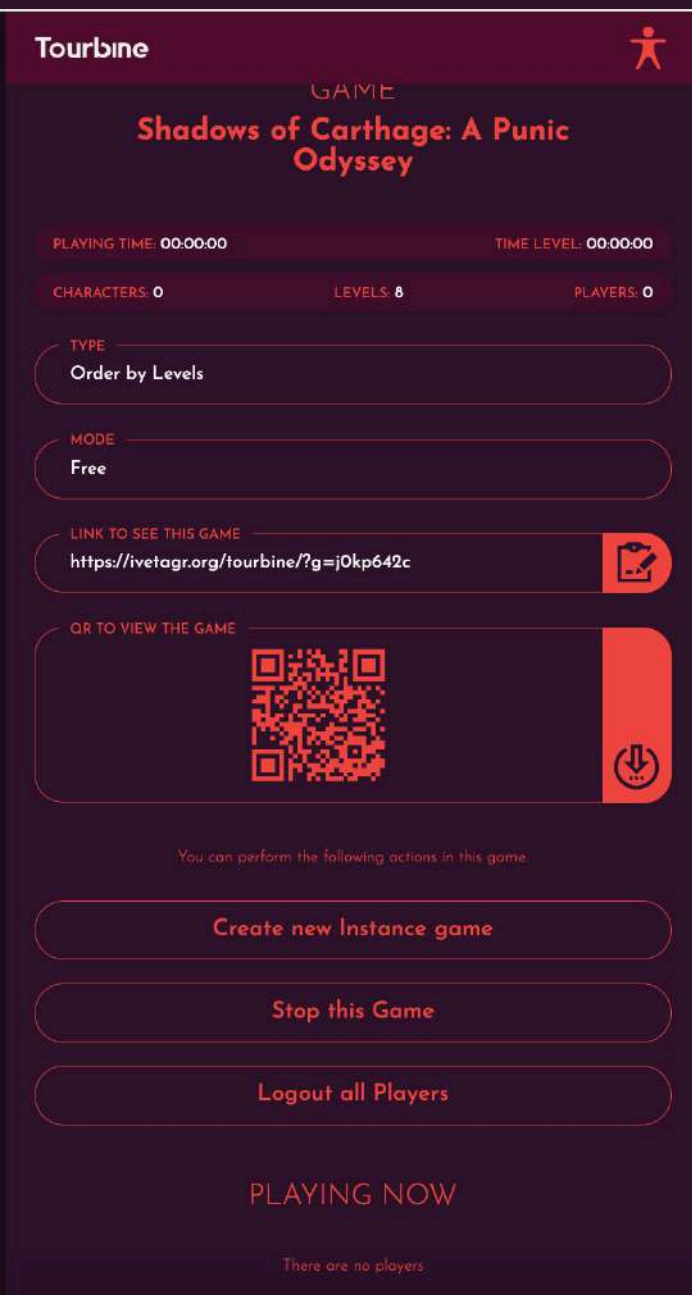 Tourbine
GAME
Shadows of Carthage: A Punic
Odyssey
PLAYING TIME: 00:00:00
TIME LEVEL: 00:00:00
CHARACTERS: 0
LEVELS: 8
PLAYERS: 0
TYPE
Order by Levels
MODE
Free
LINK TO SEE THIS GAME
https://ivetagr.org/tourbine/?g=j0kp642c
QR TO VIEW THE GAME
You can perform the following actions in this game
Create new Instance game
Stop this Game
Logout all Players
PLAYING NOW
There are no players